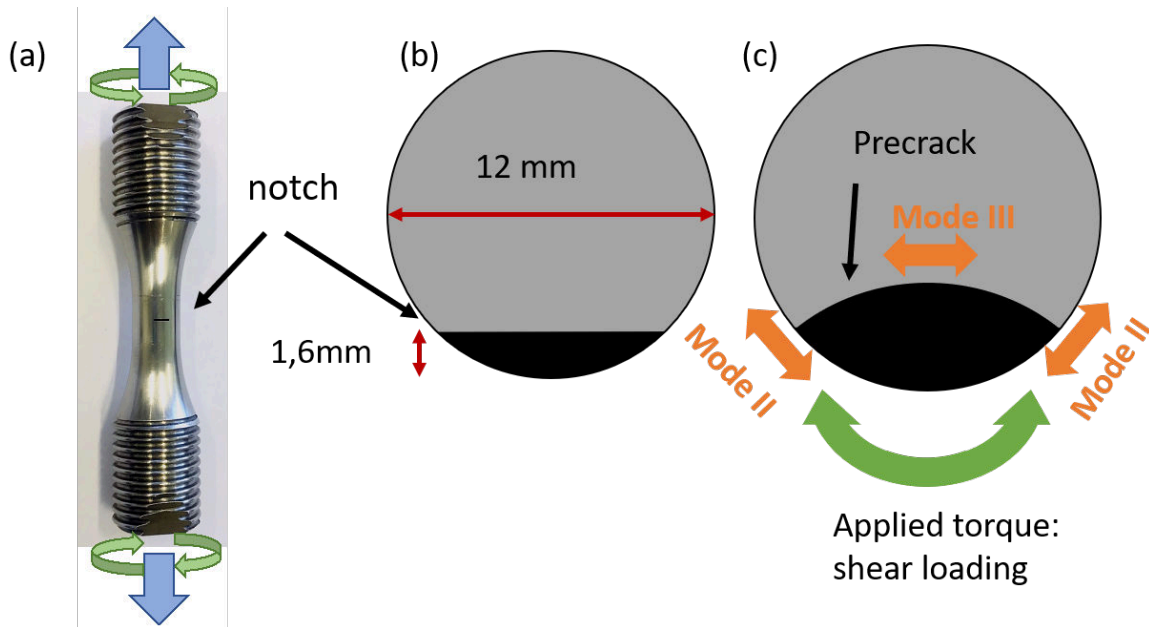 (a)
notch
(b)
12 mm
1,6mm
(c)
Precrack
Mode III
Mode II
Mode II
Applied torque:
shear loading